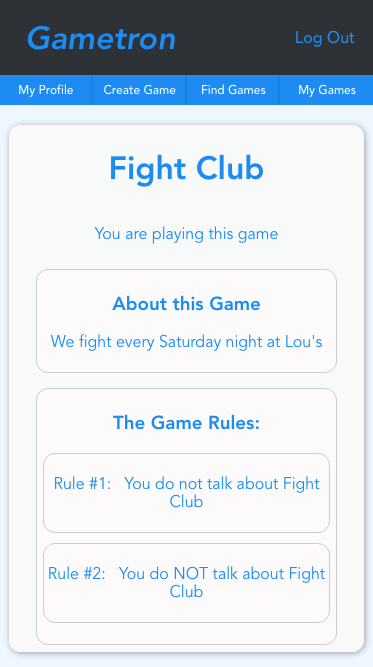 Gametron
Log Out
My Profile
Create Game
Find Games
My Games
Fight Club
You are playing this game
About this Game
We fight every Saturday night at Lou's
The Game Rules:
Rule #1: You do not talk about Fight
Club
Rule #2: You do NOT talk about Fight
Club